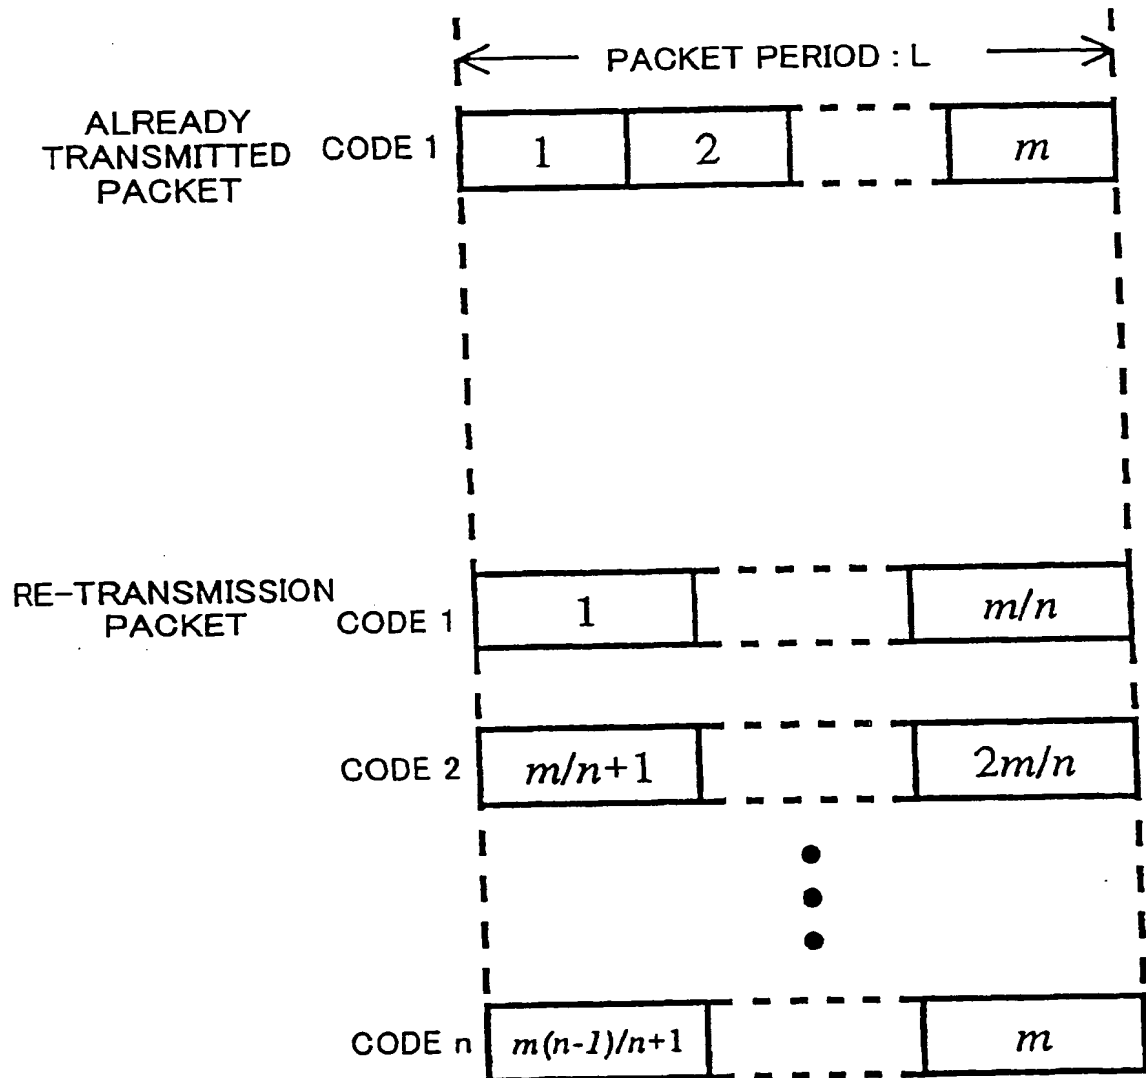 PACKET PERIOD : L
ALREADY
TRANSMITTED
PACKET
CODE 1
1
2
m
RE-TRANSMISSION
PACKET
CODE 1
1
m/n
CODE 2
m/n+1
2m/n
CODE n
m(n-1)/n+1
m